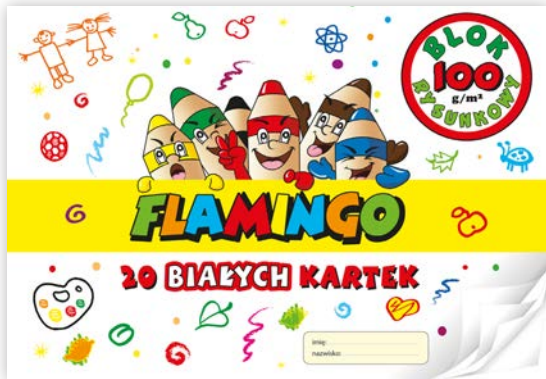 BLOK
100
g/m²
RYSUNKOWY
FLAMINGO
20 BIAŁYCH KARTEK
imię:
nazwisko: